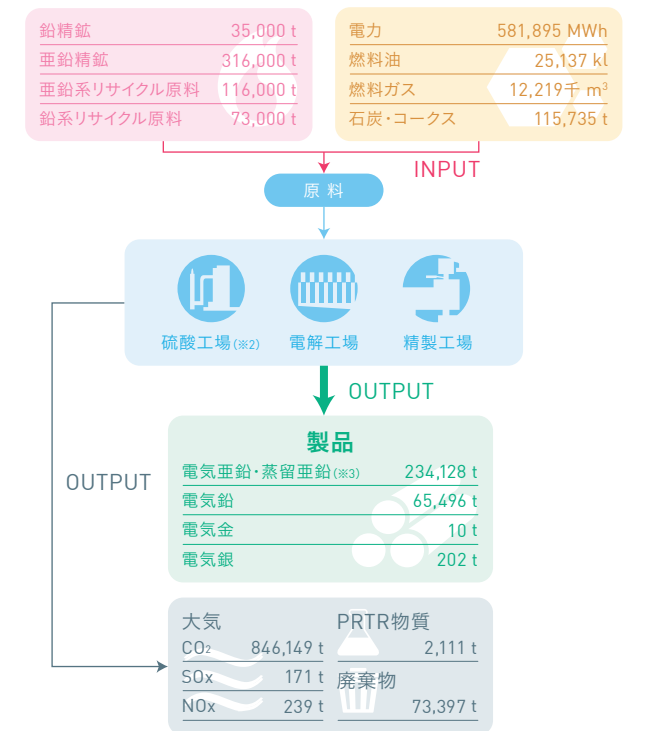 鉛精鉱 35,000 t
亜鉛精鉱 316,000 t
亜鉛系リサイクル原料 116,000 t
鉛系リサイクル原料 73,000 t
電力 581,895 MWh
燃料油 25,137 kl
燃料ガス 12,219千 m³
石炭・コークス 115,735 t
INPUT
原料
硫酸工場(※2) 電解工場 精製工場
OUTPUT
製品
電気亜鉛・蒸留亜鉛(※3) 234,128 t
電気鉛 65,496 t
電気金 10 t
電気銀 202 t
OUTPUT
大気
CO₂ 846,149 t
SOx 171 t
NOx 239 t
PRTR物質
2,111 t
廃棄物
73,397 t